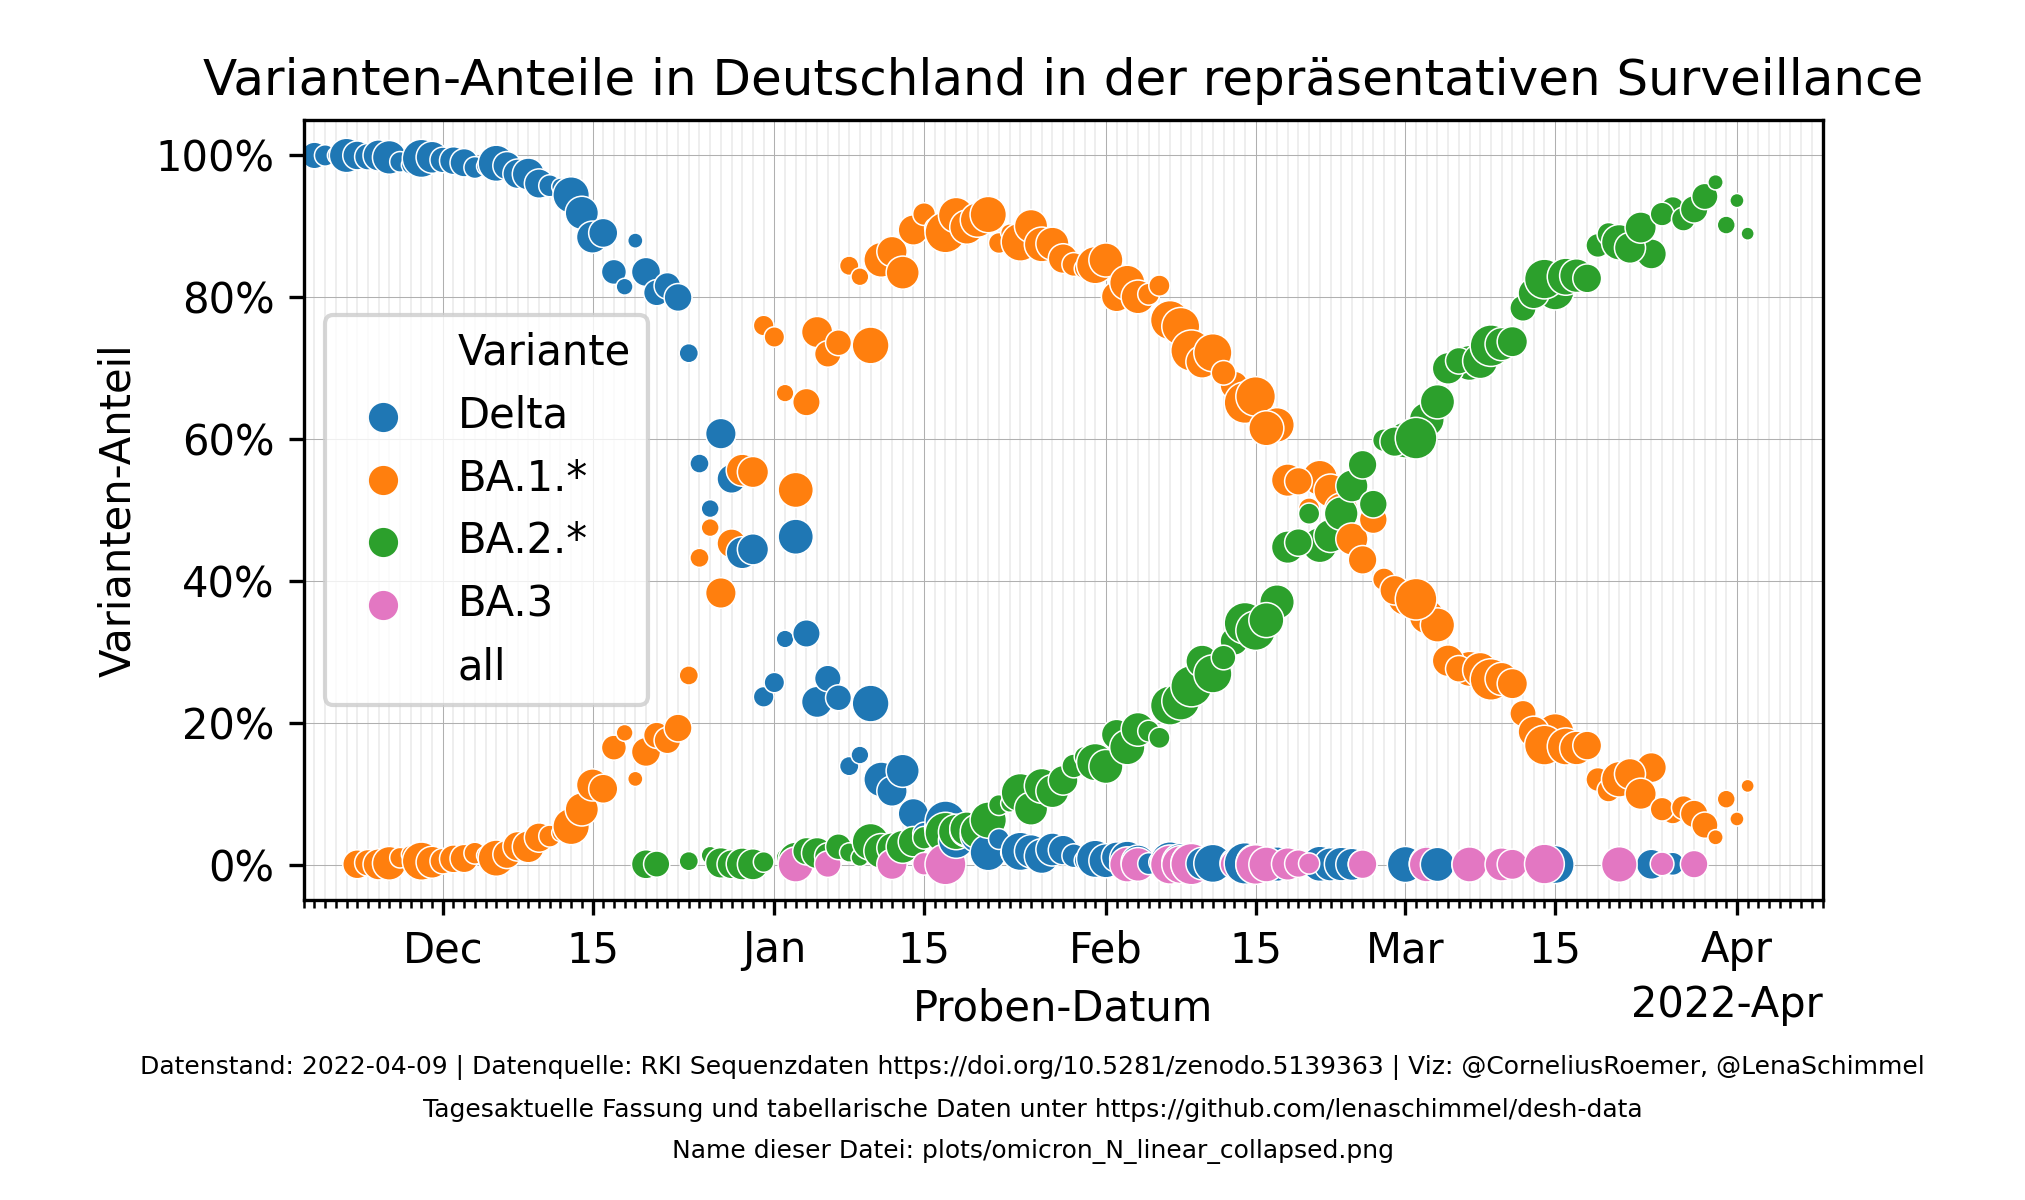 Varianten-Anteile in Deutschland in der repräsentativen Surveillance
Varianten-Anteil
100%
80%
60%
40%
20%
0%
Variante
Delta
BA.1.*
BA.2.*
BA.3
all
Dec 15 Jan 15 Feb 15 Mar 15 Apr
Proben-Datum
2022-Apr
Datenstand: 2022-04-09 | Datenquelle: RKI Sequenzdaten https://doi.org/10.5281/zenodo.5139363 | Viz: @CorneliusRoemer, @LenaSchimmel
Tagesaktuelle Fassung und tabellarische Daten unter https://github.com/lenaschimmel/desh-data
Name dieser Datei: plots/omicron_N_linear_collapsed.png